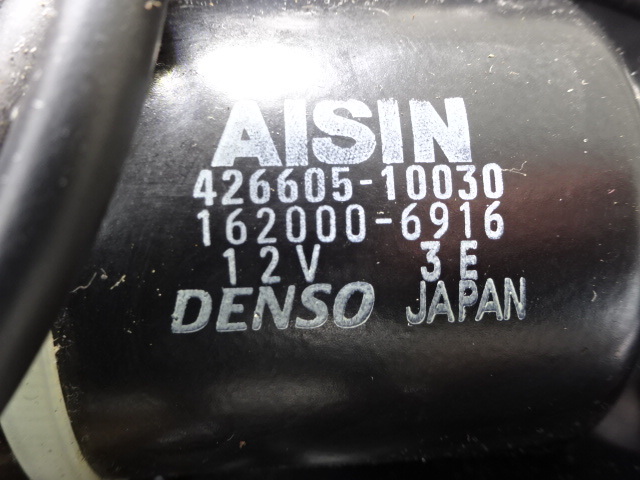 AISIN
426605-10030
162000-6916
12V 3E
DENSO JAPAN